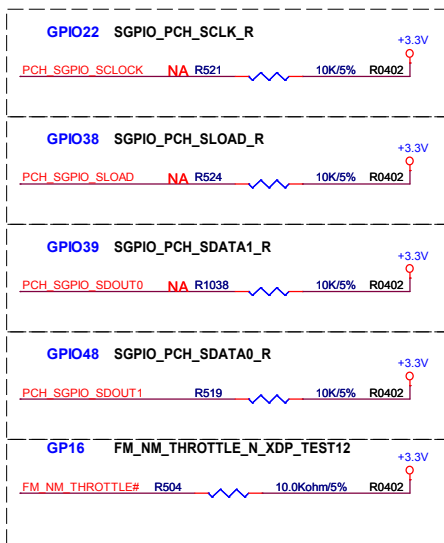 GPIO22 SGPIO_PCH_SCLK_R
+3.3V
PCH_SGPIO_SCLOCK NA R521 10K/5% R0402
GPIO38 SGPIO_PCH_SLOAD_R
+3.3V
PCH_SGPIO_SLOAD NA R524 10K/5% R0402
GPIO39 SGPIO_PCH_SDATA1_R
+3.3V
PCH_SGPIO_SDOUT0 NA R1038 10K/5% R0402
GPIO48 SGPIO_PCH_SDATA0_R
+3.3V
PCH_SGPIO_SDOUT1 R519 10K/5% R0402
GP16 FM_NM_THROTTLE_N_XDP_TEST12
+3.3V
FM_NM_THROTTLE# R504 10.0Kohm/5% R0402